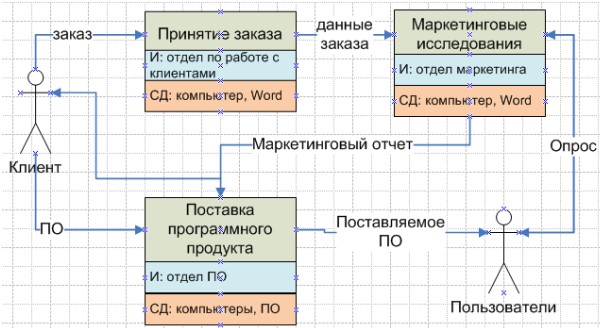 заказ
Принятие заказа
И: отдел по работе с
клиентами
СД: компьютер, Word
данные
заказа
Маркетинговые
исследования
И: отдел маркетинга
СД: компьютер, Word
Клиент
Маркетинговый отчет
Опрос
ПО
Поставка
программного
продукта
И: отдел ПО
СД: компьютеры, ПО
Поставляемое
ПО
Пользователи